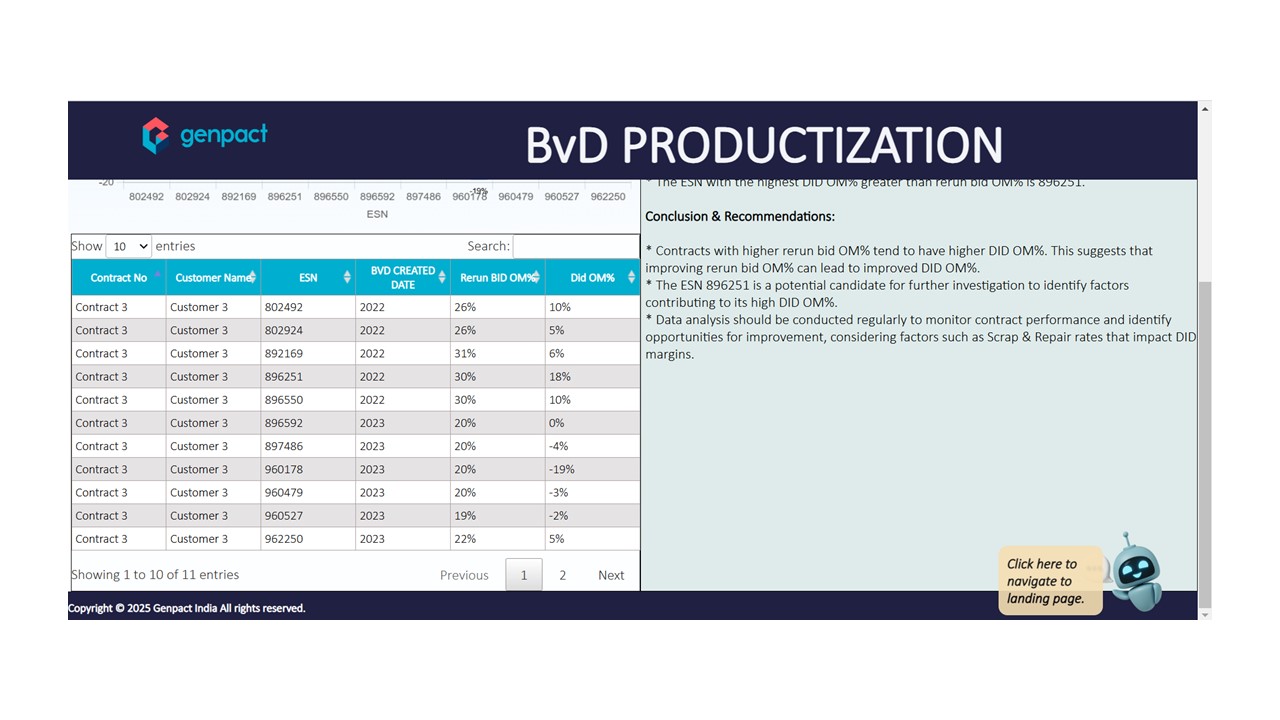 genpact
BvD PRODUCTIZATION
-20
-19%
802492 802924 892169 896251 896550 896592 897486 960178 960479 960527 962250
ESN
* The ESN with the highest DID OM% greater than rerun bid OM% is 896251.
Conclusion & Recommendations:
* Contracts with higher rerun bid OM% tend to have higher DID OM%. This suggests that
improving rerun bid OM% can lead to improved DID OM%.
* The ESN 896251 is a potential candidate for further investigation to identify factors
contributing to its high DID OM%.
* Data analysis should be conducted regularly to monitor contract performance and identify
opportunities for improvement, considering factors such as Scrap & Repair rates that impact DID
margins.
Show 10 entries Search:
Contract No Customer Name ESN BVD CREATED DATE Rerun BID OM% Did OM%
Contract 3 Customer 3 802492 2022 26% 10%
Contract 3 Customer 3 802924 2022 26% 5%
Contract 3 Customer 3 892169 2022 31% 6%
Contract 3 Customer 3 896251 2022 30% 18%
Contract 3 Customer 3 896550 2022 30% 10%
Contract 3 Customer 3 896592 2023 20% 0%
Contract 3 Customer 3 897486 2023 20% -4%
Contract 3 Customer 3 960178 2023 20% -19%
Contract 3 Customer 3 960479 2023 20% -3%
Contract 3 Customer 3 960527 2023 19% -2%
Contract 3 Customer 3 962250 2023 22% 5%
Showing 1 to 10 of 11 entries Previous 1 2 Next
Click here to
navigate to
landing page.
Copyright © 2025 Genpact India All rights reserved.